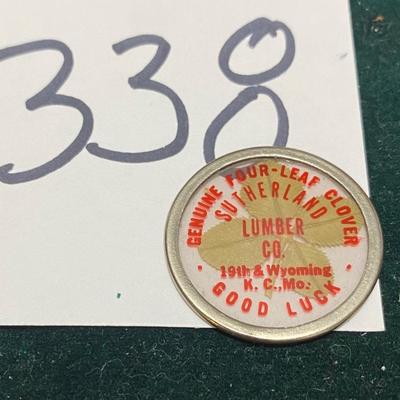 338
GENUINE FOUR-LEAF CLOVER
SUTHERLAND
LUMBER
CO.
19th & Wyoming
K. C., Mo.
• GOOD LUCK •